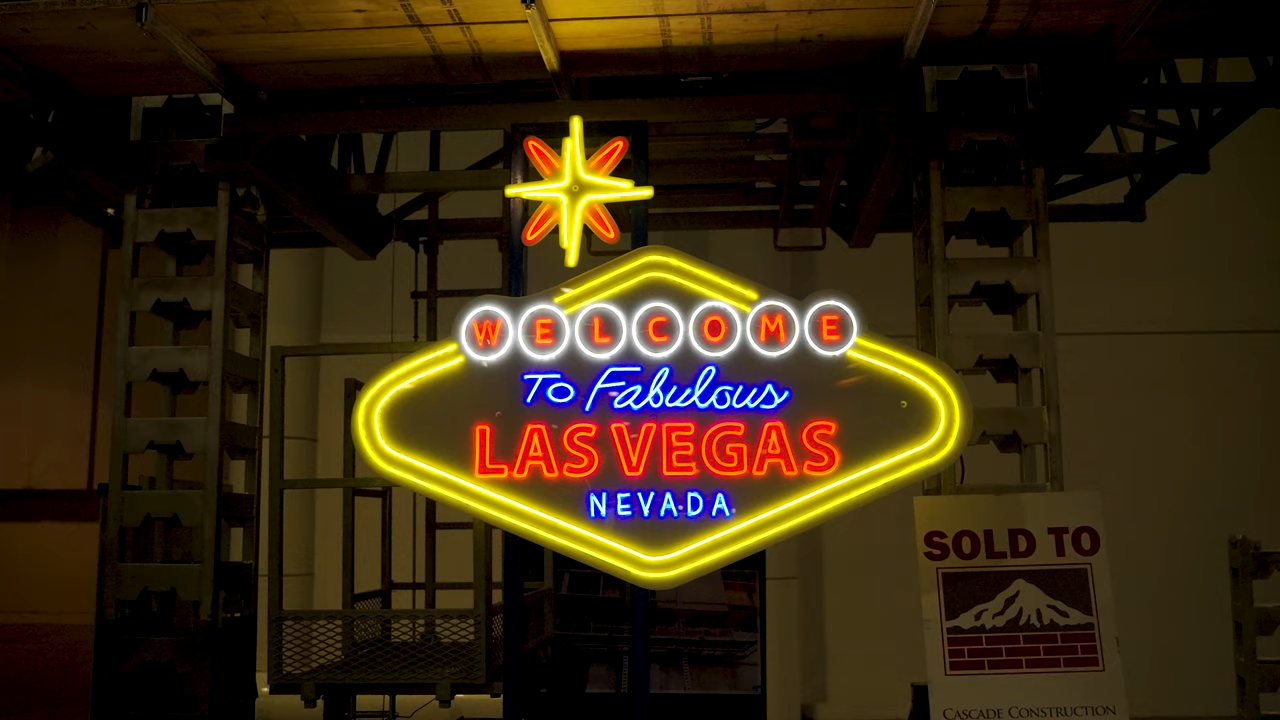 WELCOME
To Fabulous
LAS VEGAS
NEVADA
SOLD TO
CASCADE CONSTRUCTION